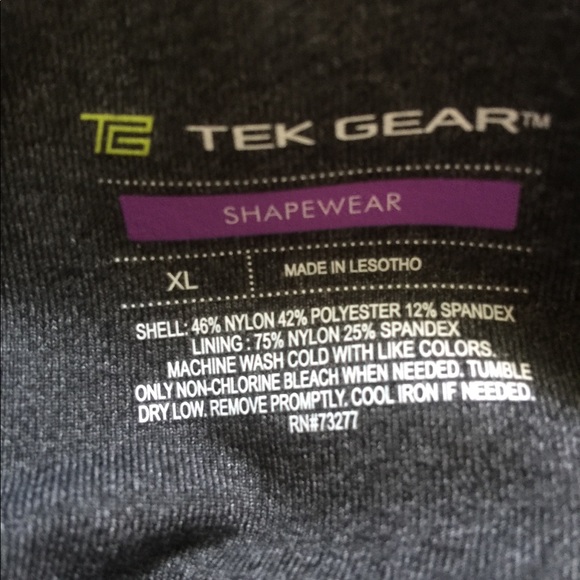 TG TEK GEAR™
SHAPEWEAR
XL MADE IN LESOTHO
SHELL: 46% NYLON 42% POLYESTER 12% SPANDEX
LINING : 75% NYLON 25% SPANDEX
MACHINE WASH COLD WITH LIKE COLORS.
ONLY NON-CHLORINE BLEACH WHEN NEEDED. TUMBLE
DRY LOW. REMOVE PROMPTLY. COOL IRON IF NEEDED.
RN#73277